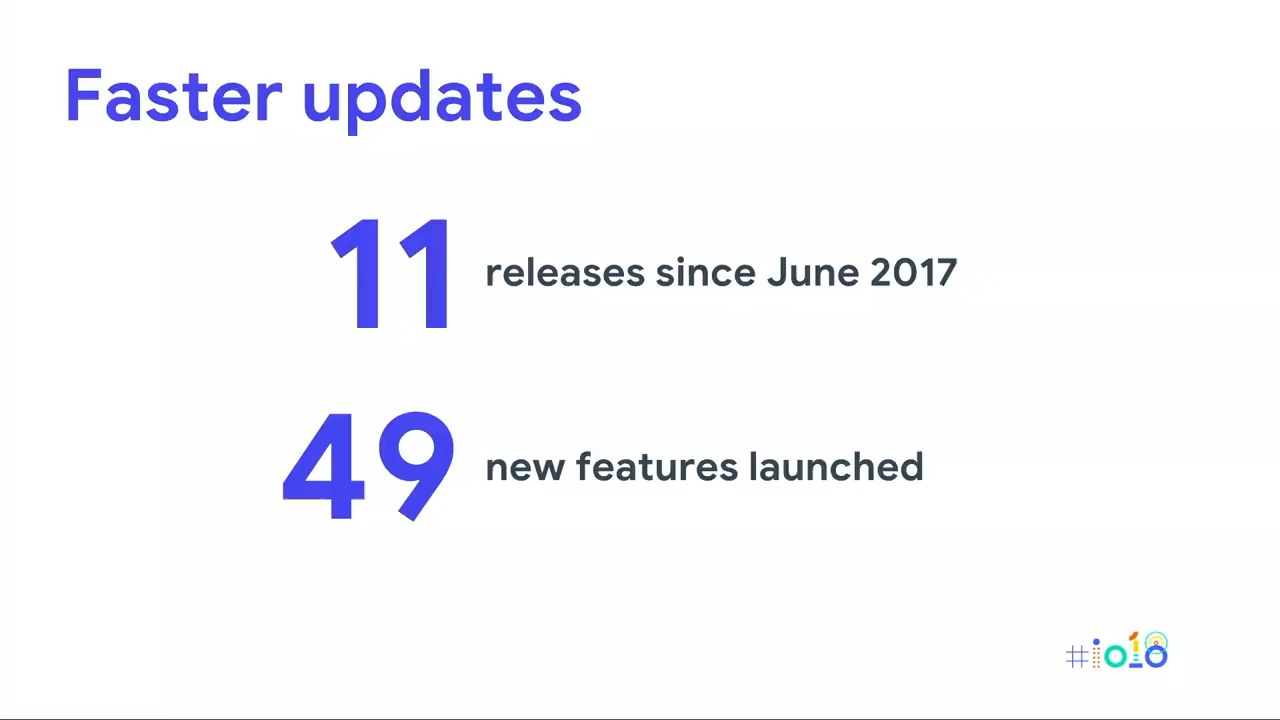 Faster updates
11 releases since June 2017
49 new features launched
#io18